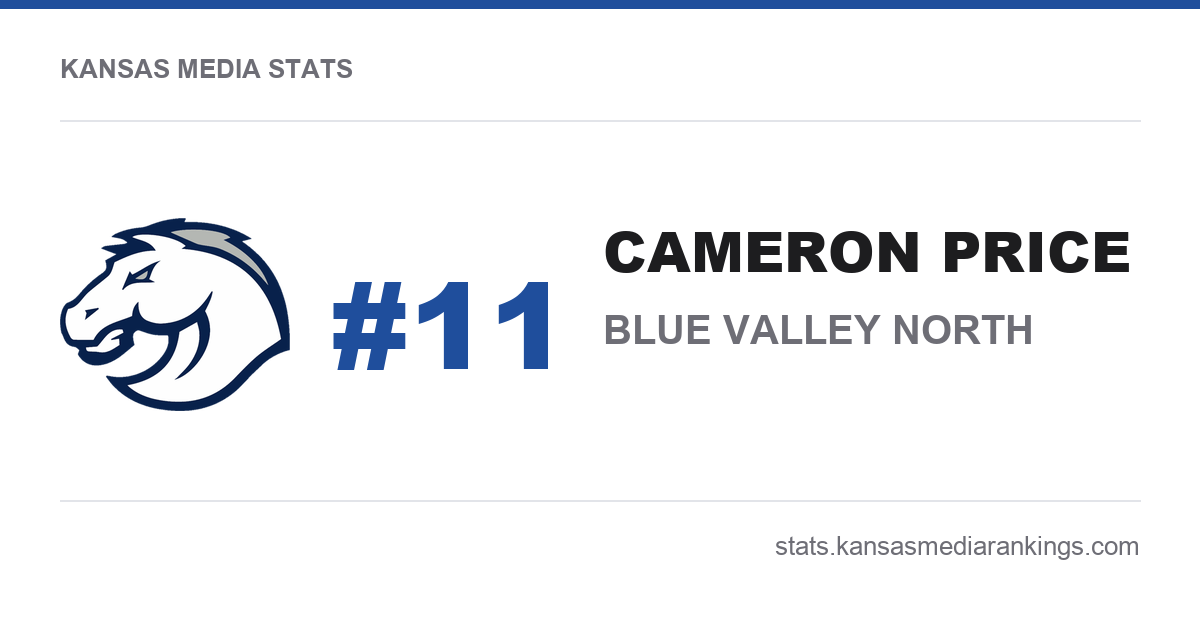 KANSAS MEDIA STATS
#11
CAMERON PRICE
BLUE VALLEY NORTH
stats.kansasmediarankings.com